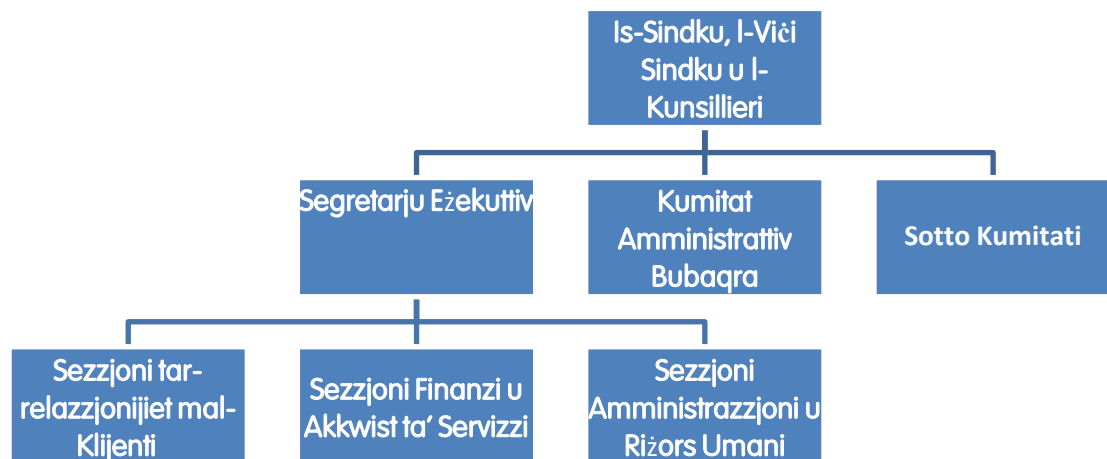 Is-Sindku, l-Viċi
Sindku u l-
Kunsillieri
Segretarju Eżekuttiv
Kumitat
Amministrattiv
Bubaqra
Sotto Kumitati
Sezzjoni tar-
relazzjonijiet mal-
Klijenti
Sezzjoni Finanzi u
Akkwist ta’ Servizzi
Sezzjoni
Amministrazzjoni u
Riżors Umani